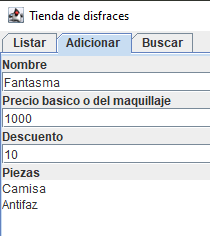 Tienda de disfraces
Listar Adicionar Buscar
Nombre
Fantasma
Precio basico o del maquillaje
1000
Descuento
10
Piezas
Camisa
Antifaz